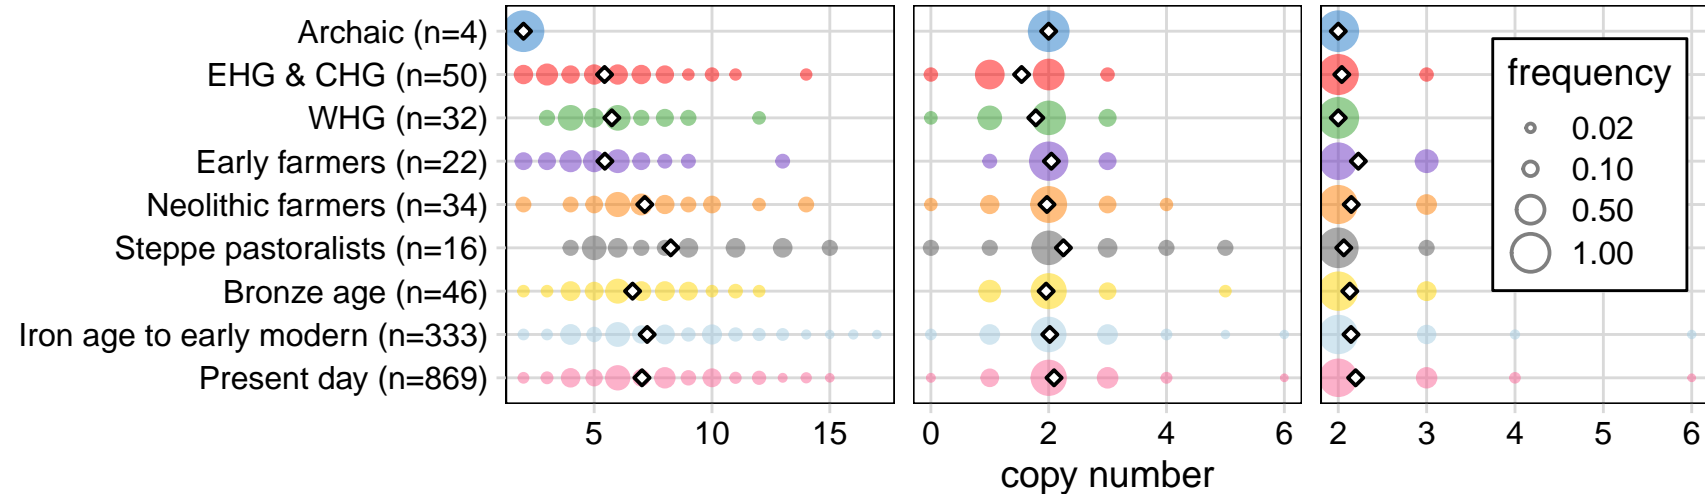 Archaic (n=4)
EHG & CHG (n=50)
WHG (n=32)
Early farmers (n=22)
Neolithic farmers (n=34)
Steppe pastoralists (n=16)
Bronze age (n=46)
Iron age to early modern (n=333)
Present day (n=869)
frequency
0.02
0.10
0.50
1.00
5 10 15 0 2 4 6 2 3 4 5 6
copy number